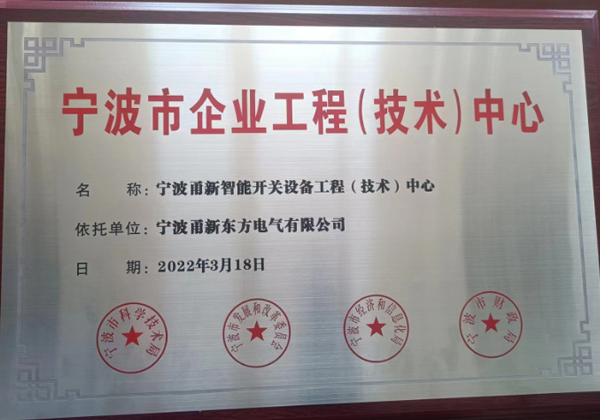 宁波市企业工程（技术）中心
名 称：宁波甬新智能开关设备工程（技术）中心
依托单位：宁波甬新东方电气有限公司
日 期：2022年3月18日
宁波市科学技术局
宁波市发展和改革委员会
宁波市经济和信息化局
宁波市财政局